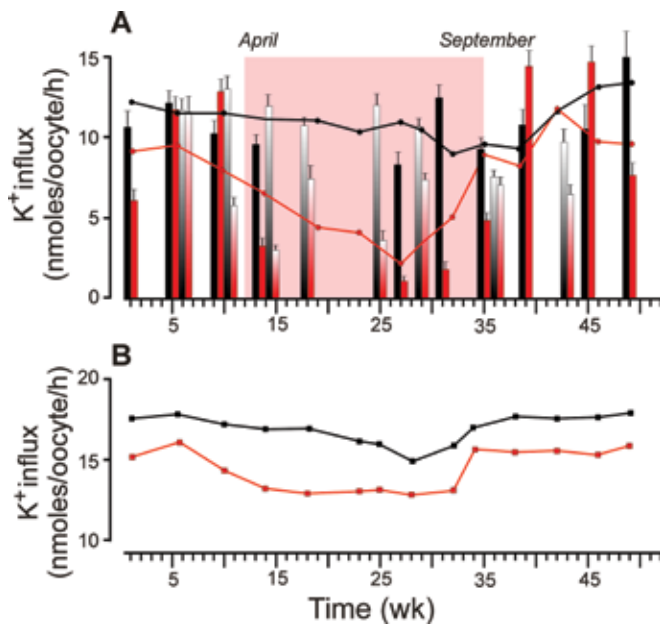 A
April
September
15
10
5
0
K+ influx
(nmoles/oocyte/h)
5
15
25
35
45
B
20
15
10
K+ influx
(nmoles/oocyte/h)
5
15
25
35
45
Time (wk)